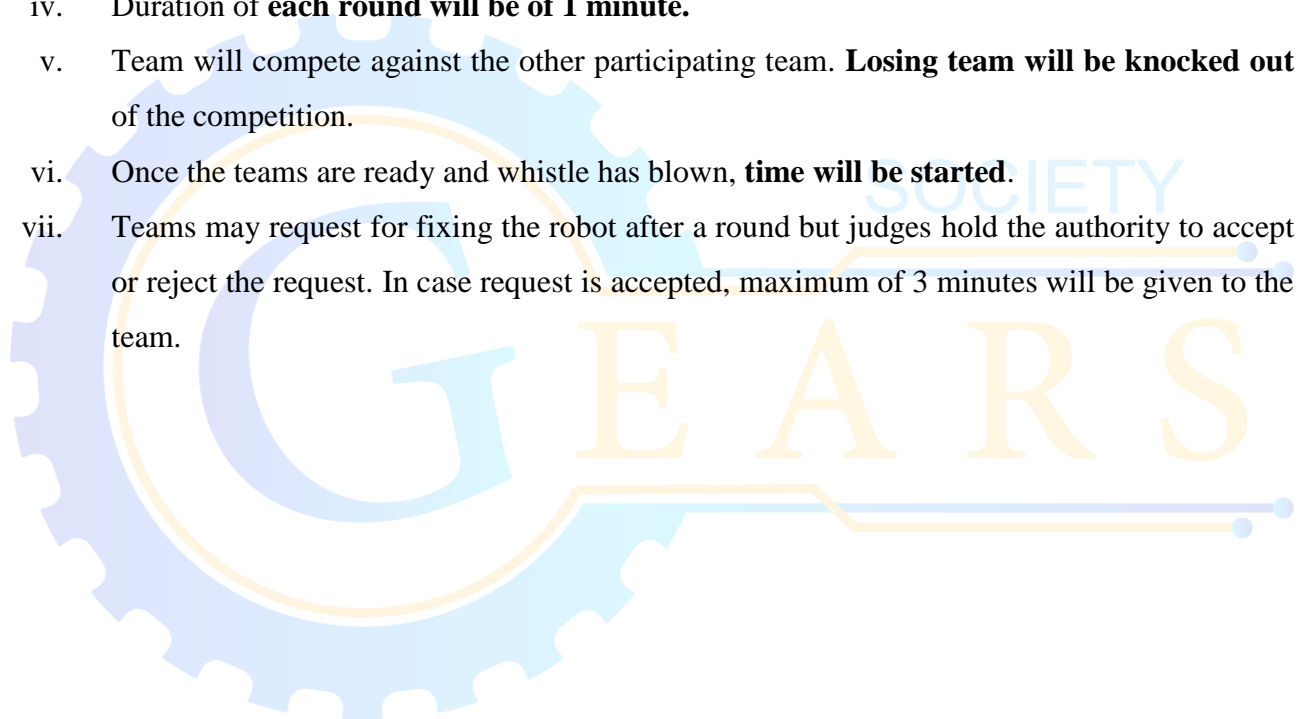 iv. Duration of each round will be of 1 minute.
v. Team will compete against the other participating team. Losing team will be knocked out
of the competition.
vi. Once the teams are ready and whistle has blown, time will be started.
SOCIETY
vii. Teams may request for fixing the robot after a round but judges hold the authority to accept
or reject the request. In case request is accepted, maximum of 3 minutes will be given to the
team.
GEARS